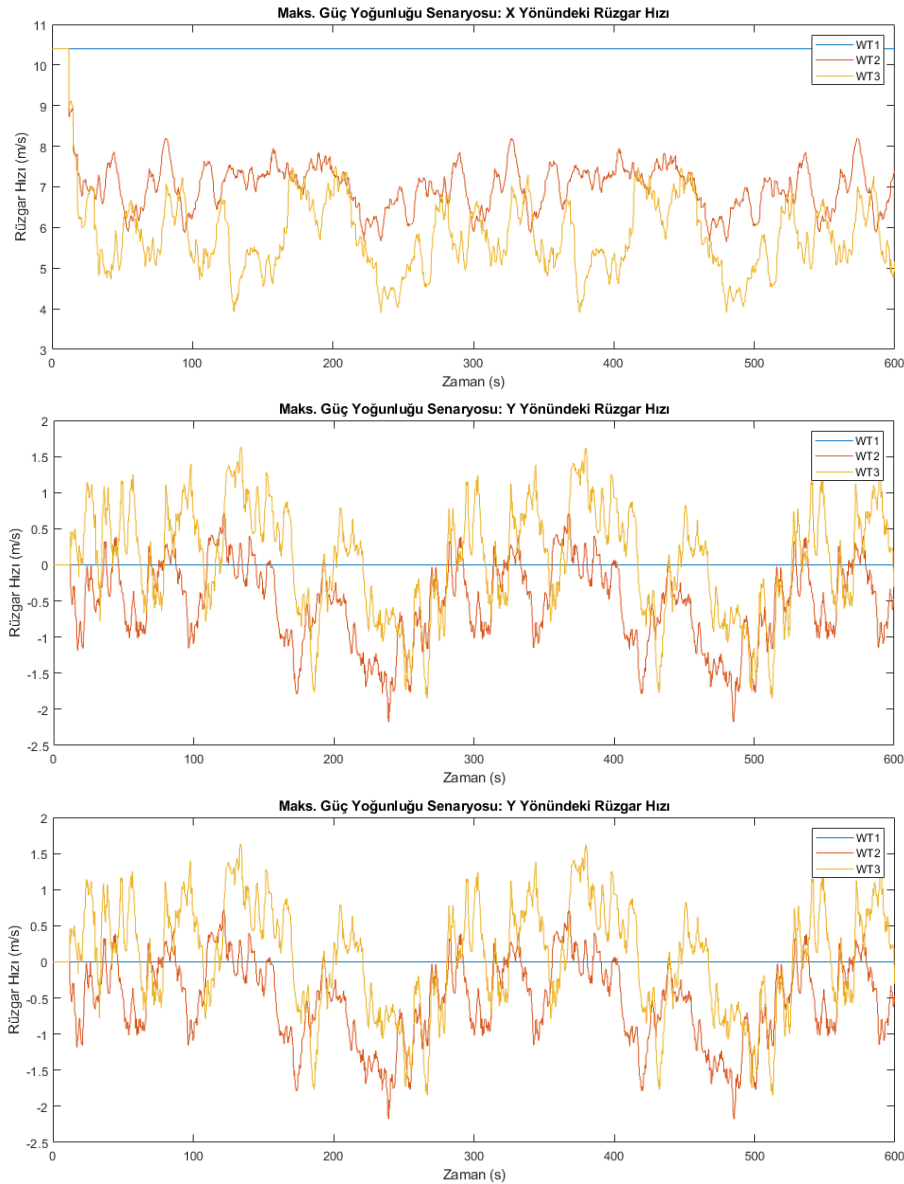 Maks. Güç Yoğunluğu Senaryosu: X Yönündeki Rüzgar Hızı
11
10
9
8
7
6
5
4
3
Rüzgar Hızı (m/s)
WT1
WT2
WT3
0 100 200 300 400 500 600
Zaman (s)
Maks. Güç Yoğunluğu Senaryosu: Y Yönündeki Rüzgar Hızı
2
1.5
1
0.5
0
-0.5
-1
-1.5
-2
-2.5
Rüzgar Hızı (m/s)
WT1
WT2
WT3
0 100 200 300 400 500 600
Zaman (s)
Maks. Güç Yoğunluğu Senaryosu: Y Yönündeki Rüzgar Hızı
2
1.5
1
0.5
0
-0.5
-1
-1.5
-2
-2.5
Rüzgar Hızı (m/s)
WT1
WT2
WT3
0 100 200 300 400 500 600
Zaman (s)